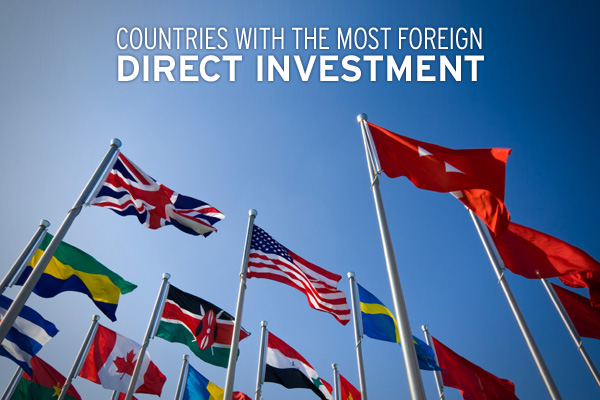 COUNTRIES WITH THE MOST FOREIGN
DIRECT INVESTMENT